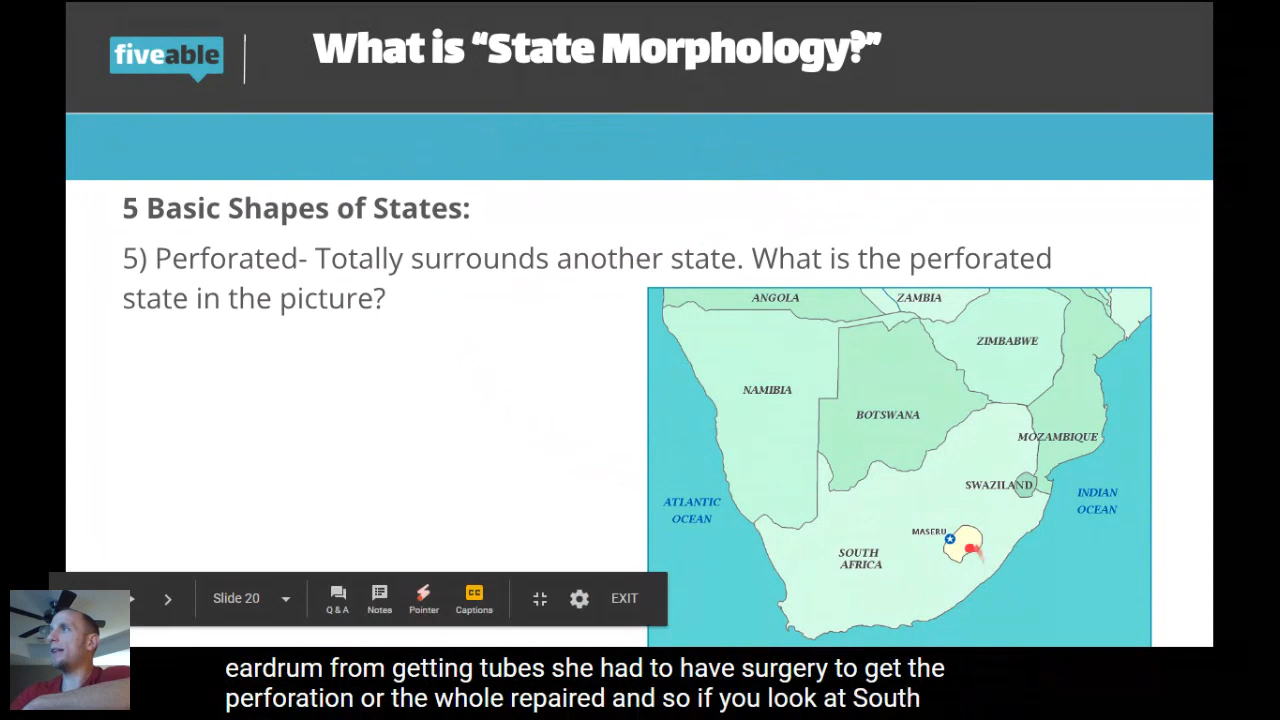 fiveable
What is “State Morphology?”
5 Basic Shapes of States:
5) Perforated- Totally surrounds another state. What is the perforated
state in the picture?
ANGOLA
ZAMBIA
ZIMBABWE
NAMIBIA
BOTSWANA
MOZAMBIQUE
SWAZILAND
ATLANTIC
OCEAN
INDIAN
OCEAN
MASERU
SOUTH
AFRICA
Slide 20
Q & A
Notes
Pointer
CC
Captions
EXIT
eardrum from getting tubes she had to have surgery to get the
perforation or the whole repaired and so if you look at South